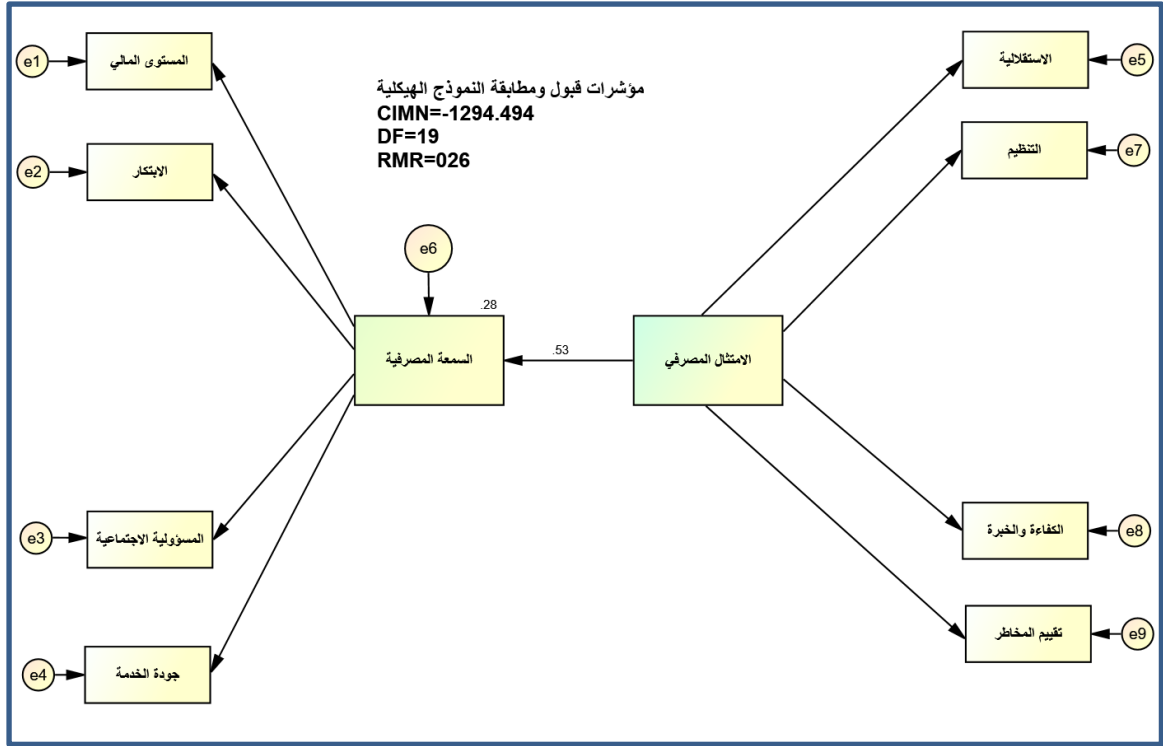 e1
المستوى المالي
الاستقلالية
e5
مؤشرات قبول ومطابقة النموذج الهيكلية
CIMN=-1294.494
DF=19
RMR=026
e2
الابتكار
التنظيم
e7
e6
.28
السمعة المصرفية
.53
الامتثال المصرفي
e3
المسؤولية الاجتماعية
الكفاءة والخبرة
e8
e4
جودة الخدمة
تقييم المخاطر
e9